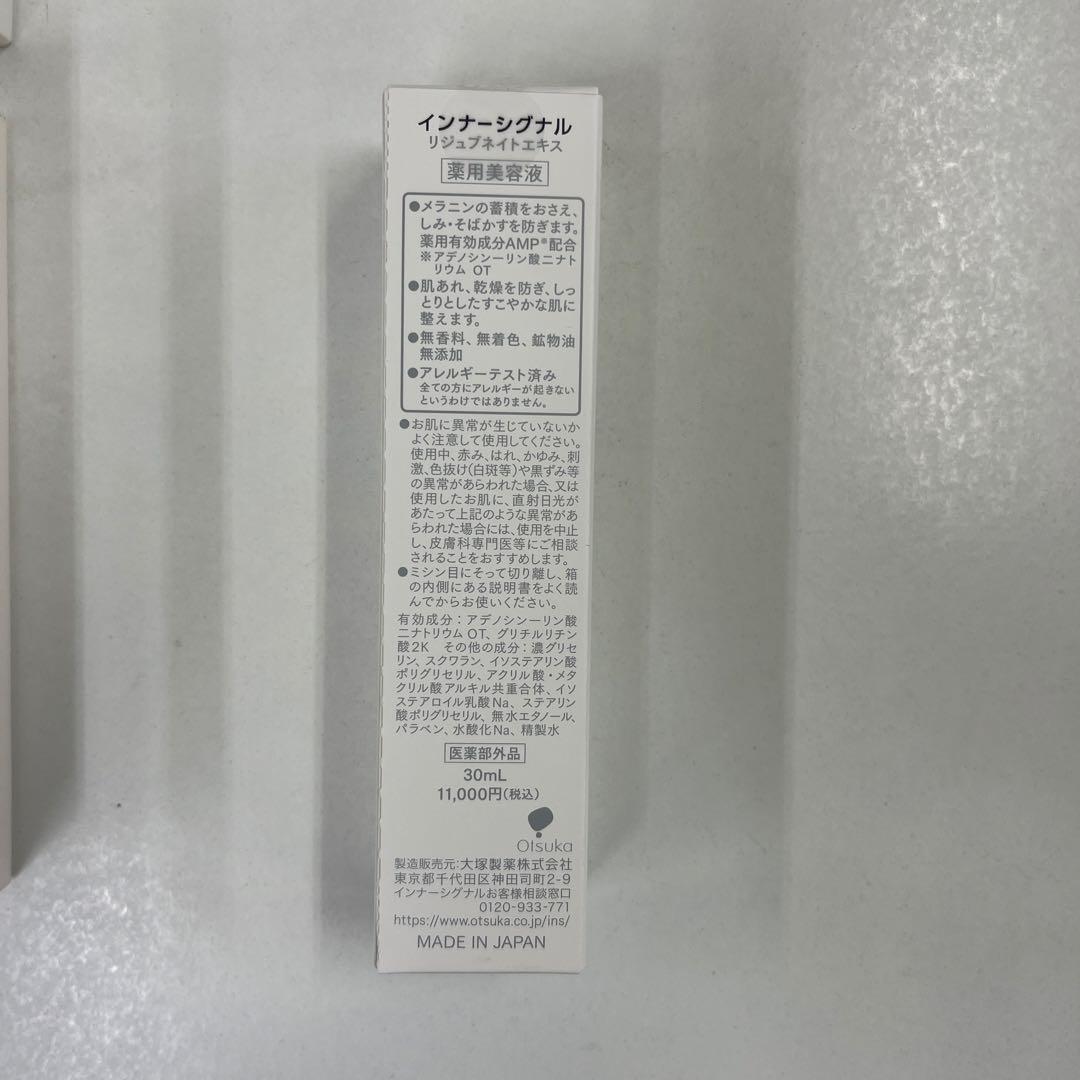 インナーシグナル
リジュブネイトエキス
薬用美容液
●メラニンの蓄積をおさえ、
しみ・そばかすを防ぎます。
薬用有効成分AMP※配合
※アデノシン一リン酸二ナト
リウム OT
●肌あれ、乾燥を防ぎ、しっ
とりとしたすこやかな肌に
整えます。
●無香料、無着色、鉱物油
無添加
●アレルギーテスト済み
全ての方にアレルギーが起きない
というわけではありません。
●お肌に異常が生じていないか
よく注意して使用してください。
使用中、赤み、はれ、かゆみ、刺
激、色抜け(白斑等)や黒ずみ等
の異常があらわれた場合、又は
使用したお肌に、直射日光が
あたって上記のような異常があ
らわれた場合には、使用を中止
し、皮膚科専門医等にご相談
されることをおすすめします。
●ミシン目にそって切り離し、箱
の内側にある説明書をよく読
んでからお使いください。
有効成分：アデノシン一リン酸
二ナトリウム OT、グリチルリチン
酸2K その他の成分：濃グリセ
リン、スクワラン、イソステアリン酸
ポリグリセリル、アクリル酸・メタ
クリル酸アルキル共重合体、イソ
ステアロイル乳酸Na、ステアリン
酸ポリグリセリル、無水エタノール、
パラベン、水酸化Na、精製水
医薬部外品
30mL
11,000円(税込)
Otsuka
製造販売元:大塚製薬株式会社
東京都千代田区神田司町2-9
インナーシグナルお客様相談窓口
0120-933-771
https://www.otsuka.co.jp/ins/
MADE IN JAPAN